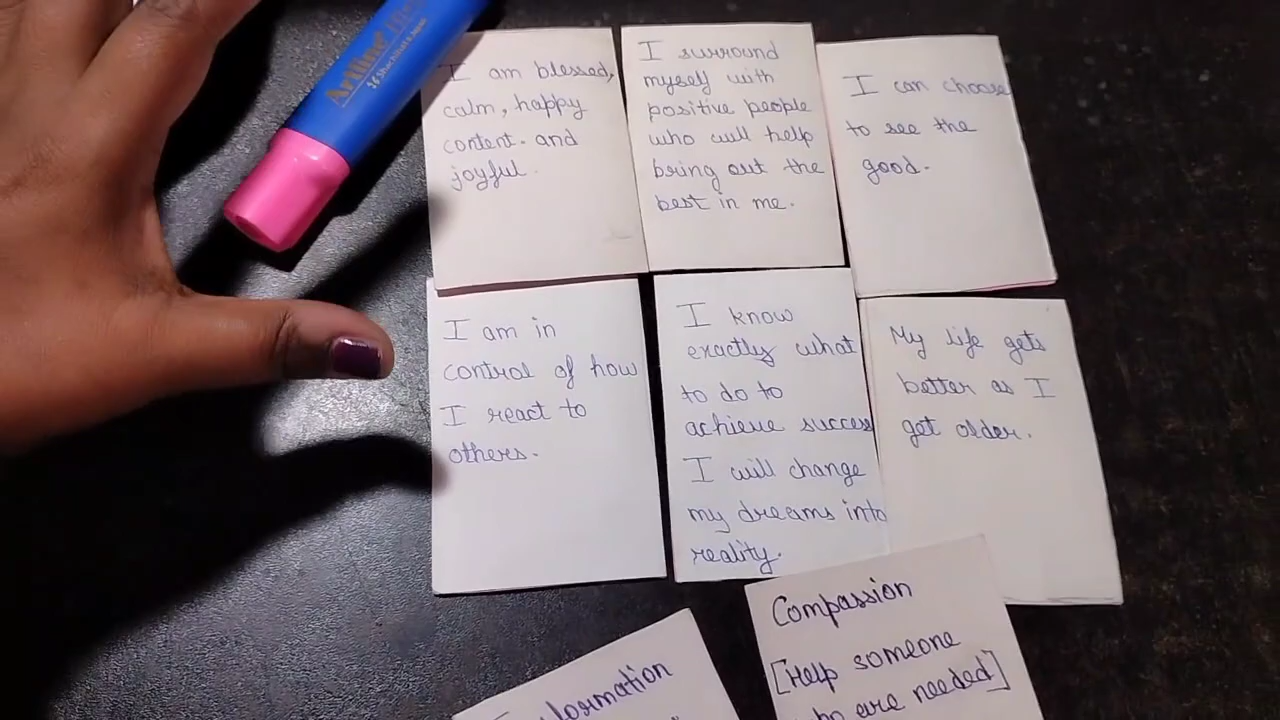 Artline
I am blessed,
calm, happy
content. and
joyful.
I surround
myself with
positive people
who will help
bring out the
best in me.
I can choose
to see the
good.
I am in
control of how
I react to
others.
I know
exactly what
to do to
achieve success
I will change
my dreams into
reality.
My life gets
better as I
get older.
Compassion
[Help someone
who are needed]